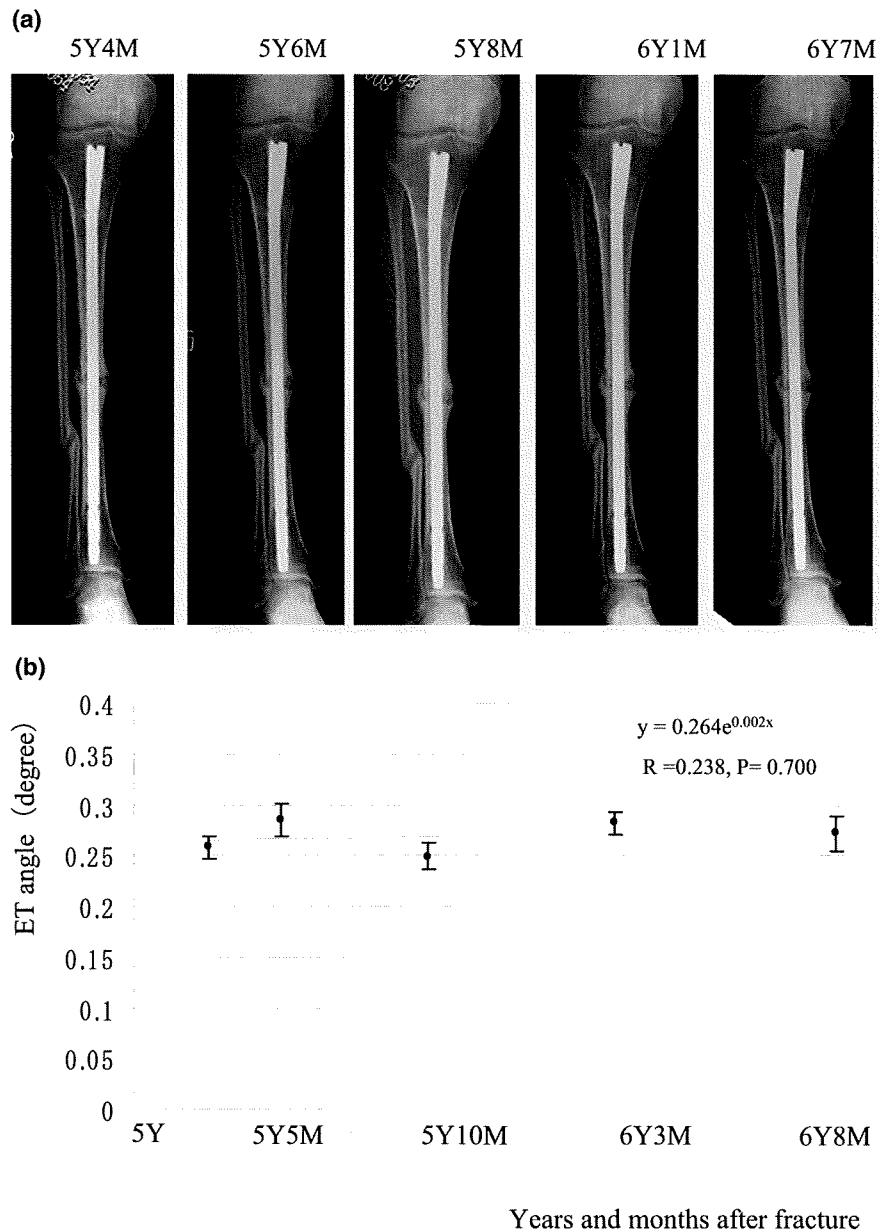 (a)
5Y4M 5Y6M 5Y8M 6Y1M 6Y7M
(b)
0.4
0.35
0.3
0.25
0.2
0.15
0.1
0.05
0
ET angle (degree)
y = 0.264e^0.002x
R =0.238, P= 0.700
5Y 5Y5M 5Y10M 6Y3M 6Y8M
Years and months after fracture